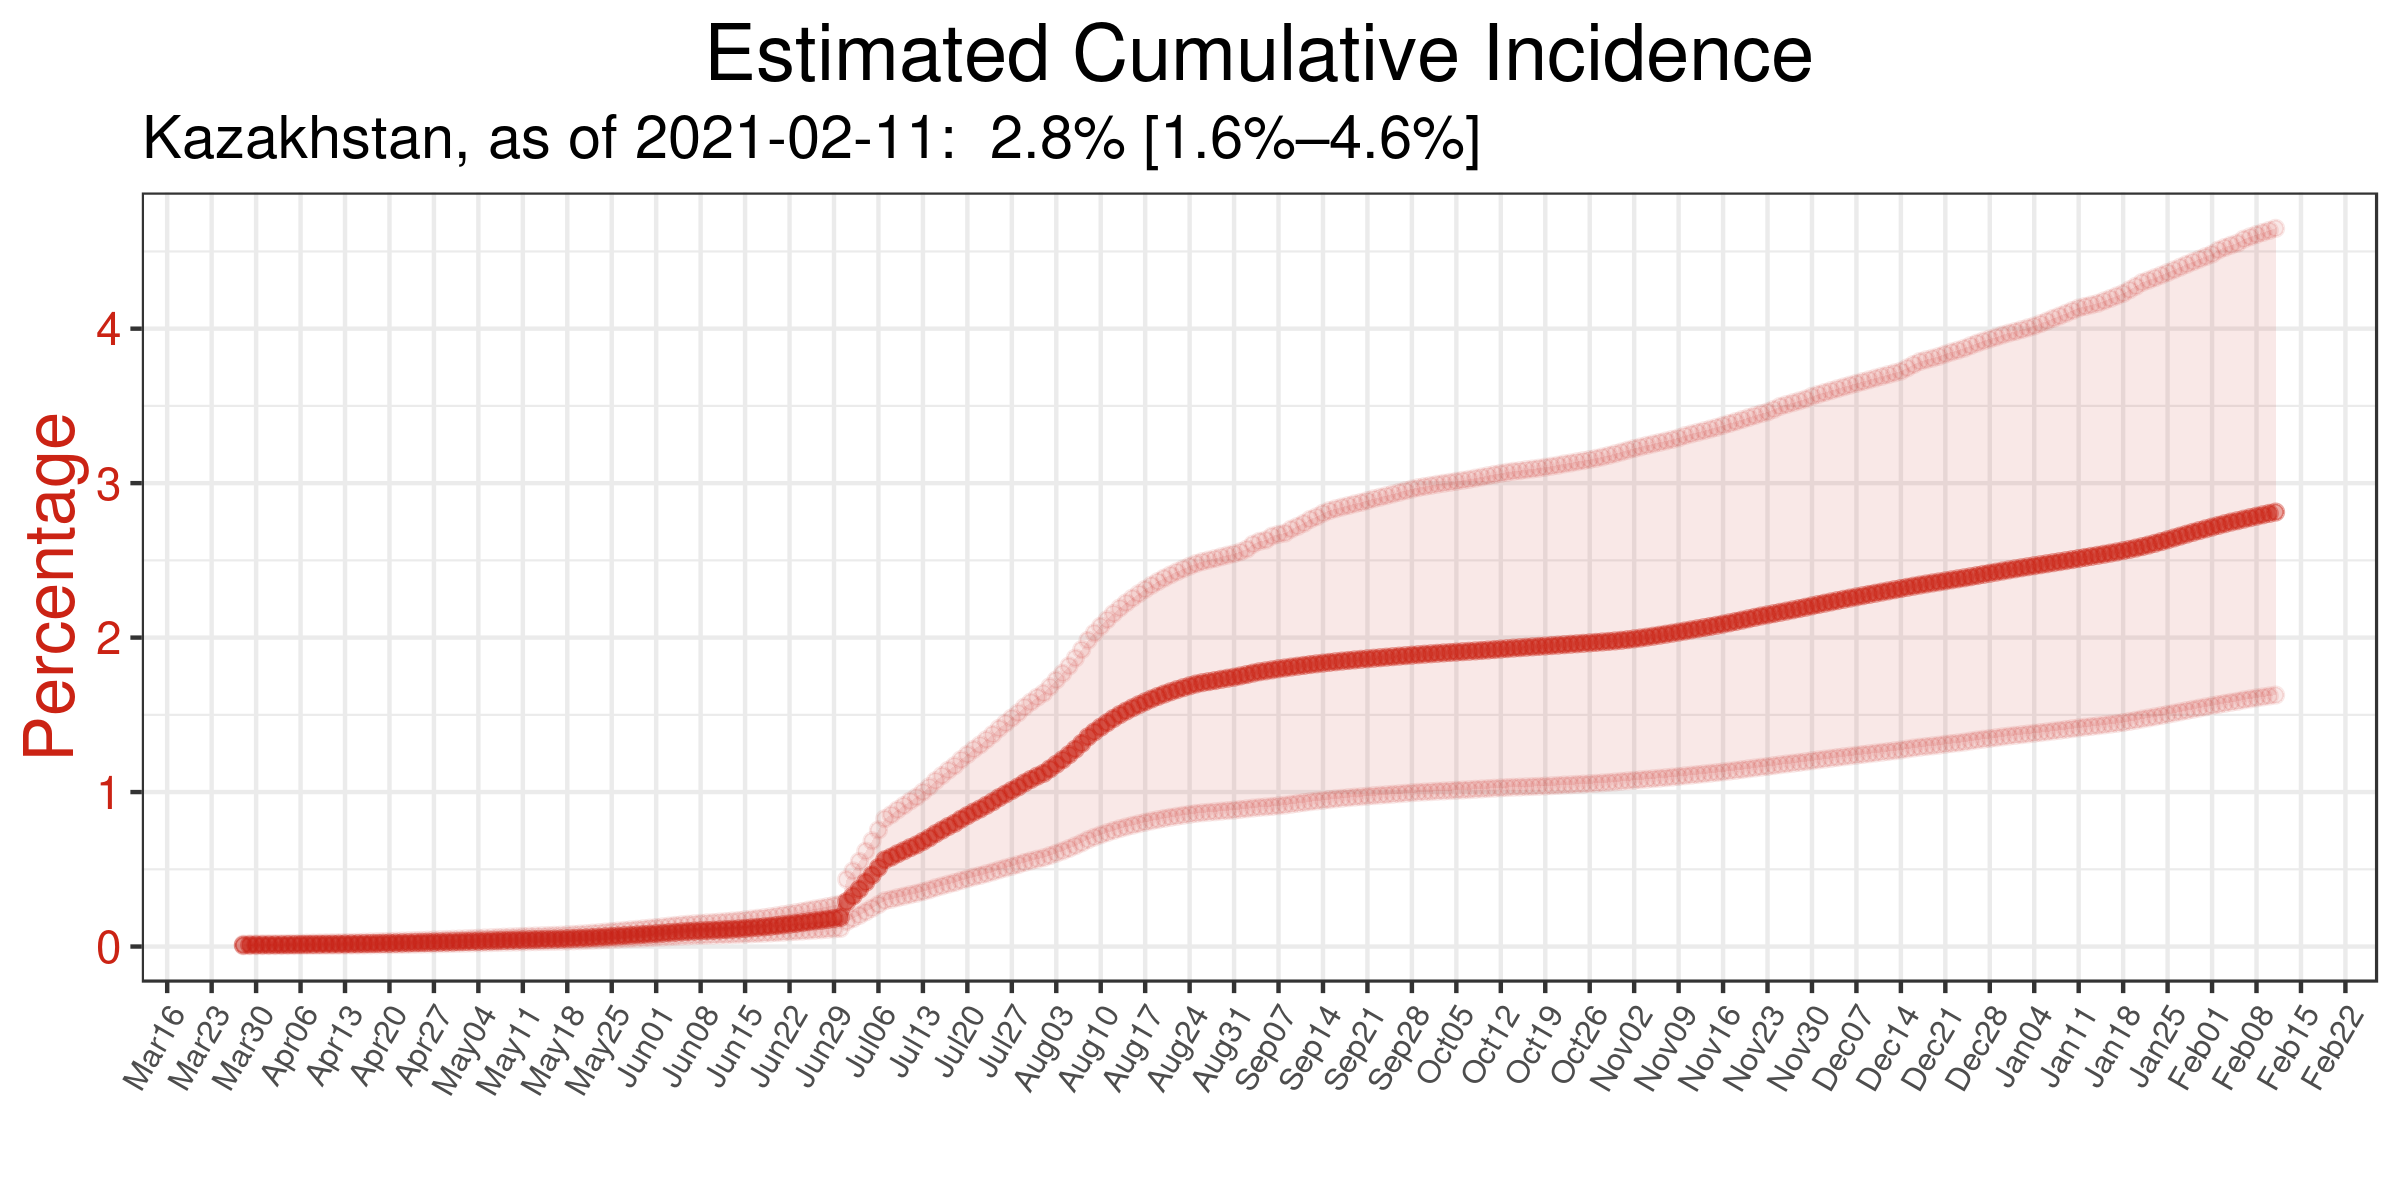 Estimated Cumulative Incidence
Kazakhstan, as of 2021-02-11:  2.8% [1.6%–4.6%]
Percentage
4
3
2
1
0
Mar16
Mar23
Mar30
Apr06
Apr13
Apr20
Apr27
May04
May11
May18
May25
Jun01
Jun08
Jun15
Jun22
Jun29
Jul06
Jul13
Jul20
Jul27
Aug03
Aug10
Aug17
Aug24
Aug31
Sep07
Sep14
Sep21
Sep28
Oct05
Oct12
Oct19
Oct26
Nov02
Nov09
Nov16
Nov23
Nov30
Dec07
Dec14
Dec21
Dec28
Jan04
Jan11
Jan18
Jan25
Feb01
Feb08
Feb15
Feb22